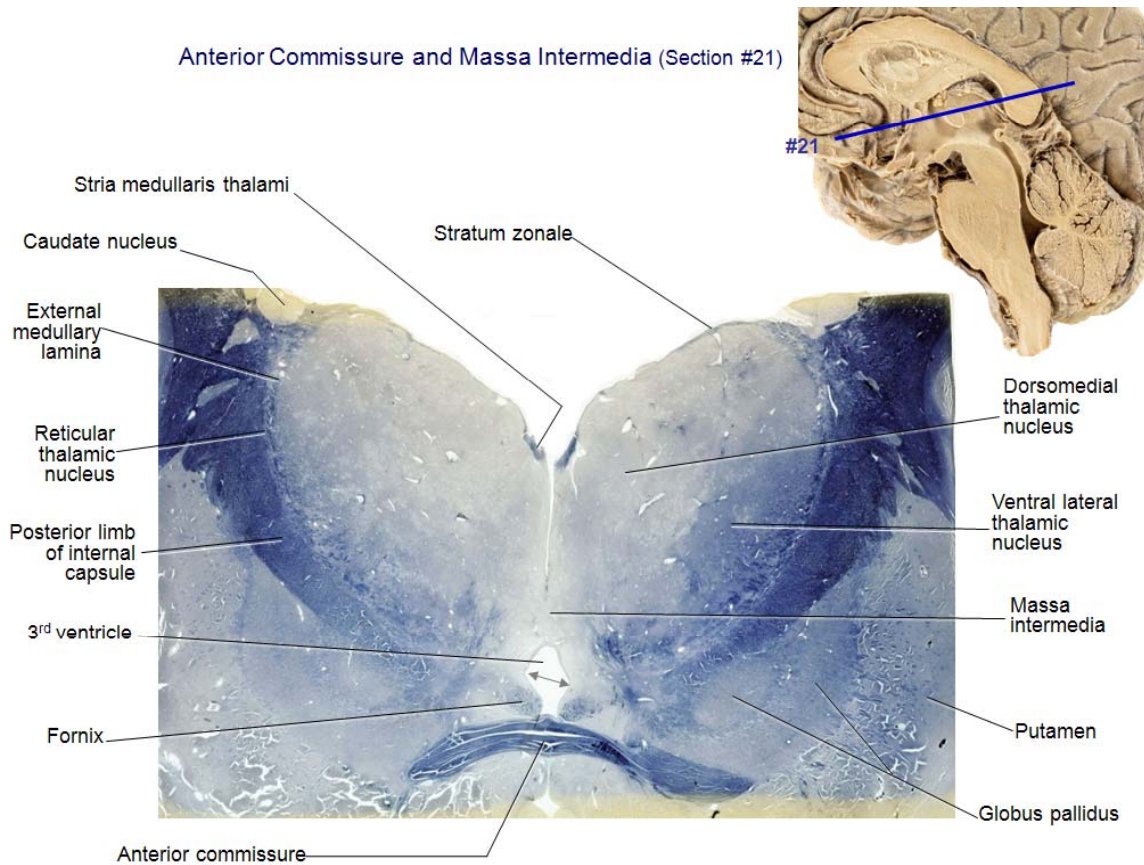 Anterior Commissure and Massa Intermedia (Section #21)
#21
Stria medullaris thalami
Caudate nucleus
Stratum zonale
External
medullary
lamina
Reticular
thalamic
nucleus
Posterior limb
of internal
capsule
3rd ventricle
Fornix
Anterior commissure
Dorsomedial
thalamic
nucleus
Ventral lateral
thalamic
nucleus
Massa
intermedia
Putamen
Globus pallidus